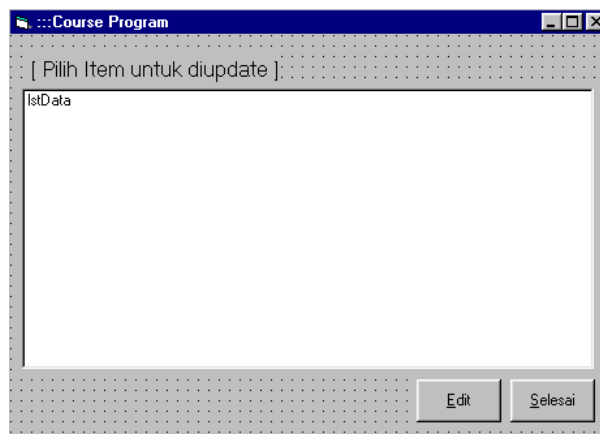 :::Course Program
[ Pilih Item untuk diupdate ]:
lstData
Edit
Selesai